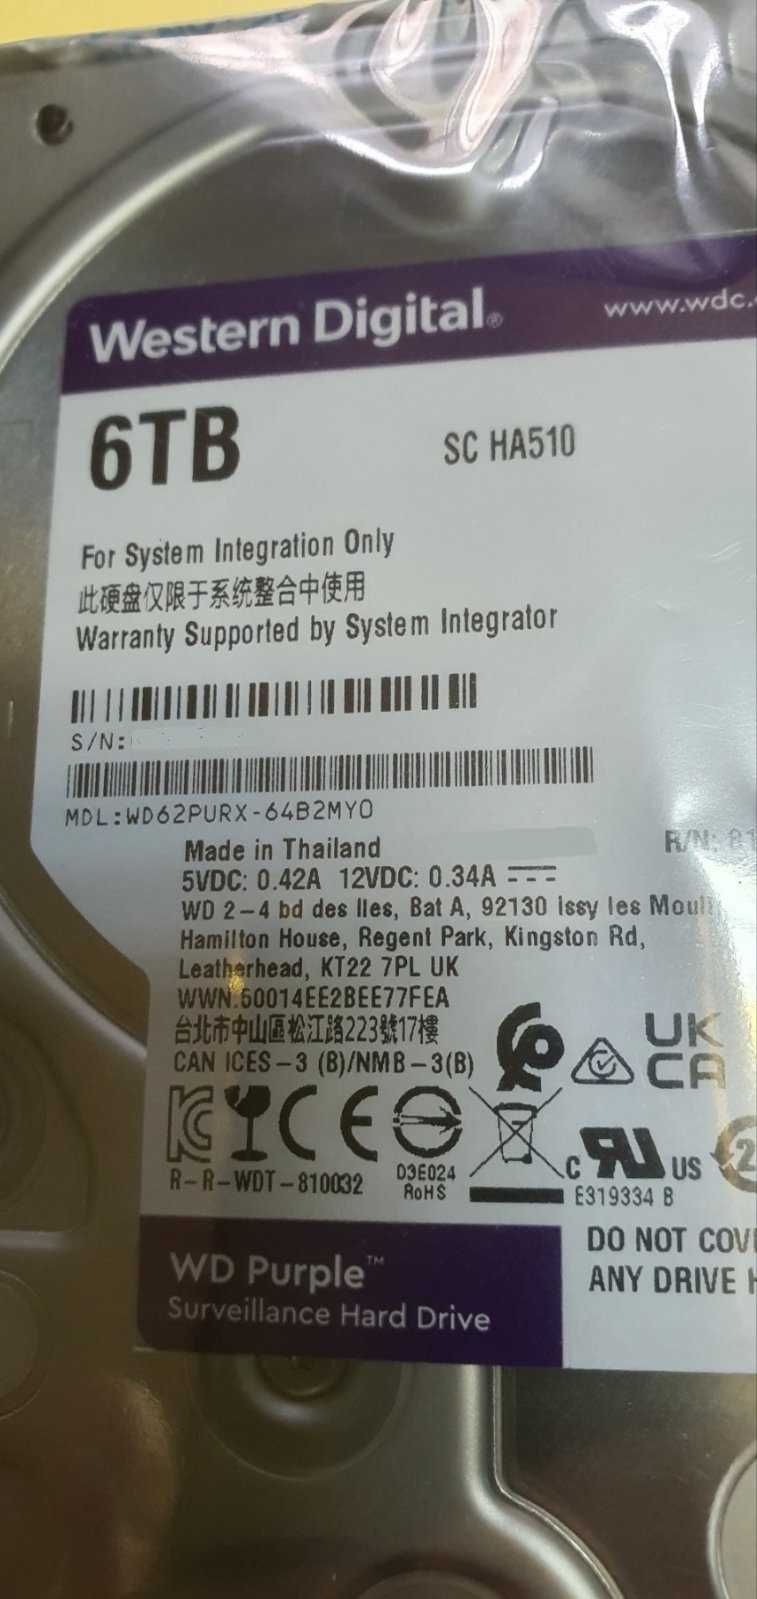 Western Digital®
www.wdc.
6TB
SC HA510
For System Integration Only
此硬盘仅限于系统整合中使用
Warranty Supported by System Integrator
S/N:
MDL:WD62PURX-64B2MY0
Made in Thailand
R/N: 81
5VDC: 0.42A 12VDC: 0.34A
WD 2-4 bd des Iles, Bat A, 92130 Issy les Mouli
Hamilton House, Regent Park, Kingston Rd,
Leatherhead, KT22 7PL UK
WWN:50014EE2BEE77FEA
台北市中山區松江路223號17樓
CAN ICES-3 (B)/NMB-3(B)
UK
CA
CE
R-R-WDT-810032
D3E024
RoHS
C US
E319334 B
2
DO NOT COV
ANY DRIVE H
WD Purple™
Surveillance Hard Drive